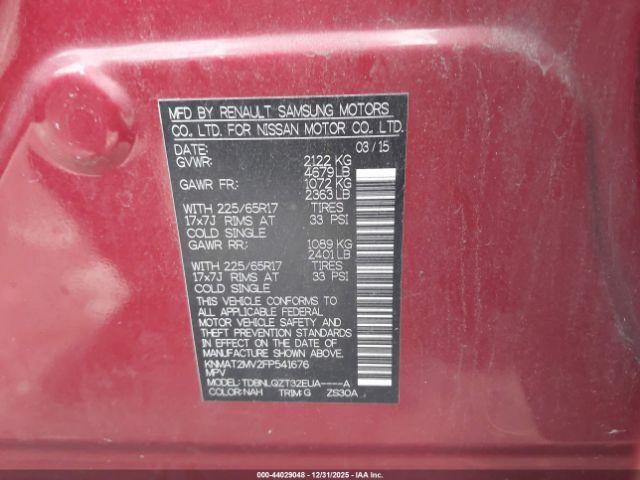 MFD BY RENAULT SAMSUNG MOTORS
CO., LTD. FOR NISSAN MOTOR CO., LTD.
DATE: 03/15
GVWR: 2122 KG
4679 LB
GAWR FR: 1072 KG
2363 LB
WITH 225/65R17 TIRES
17x7J RIMS AT 33 PSI
COLD SINGLE
GAWR RR: 1089 KG
2401 LB
WITH 225/65R17 TIRES
17x7J RIMS AT 33 PSI
COLD SINGLE
THIS VEHICLE CONFORMS TO
ALL APPLICABLE FEDERAL
MOTOR VEHICLE SAFETY AND
THEFT PREVENTION STANDARDS
IN EFFECT ON THE DATE OF
MFR. SHOWN ABOVE.
KNMAT2MV2FP541676
MPV
MODEL: TDBNLQZT32EUA----A
COLOR:NAH TRIM:G ZS30A
000-44029048 - 12/31/2025 - IAAI.COM